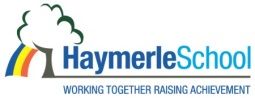 HaymerleSchool
WORKING TOGETHER RAISING ACHIEVEMENT